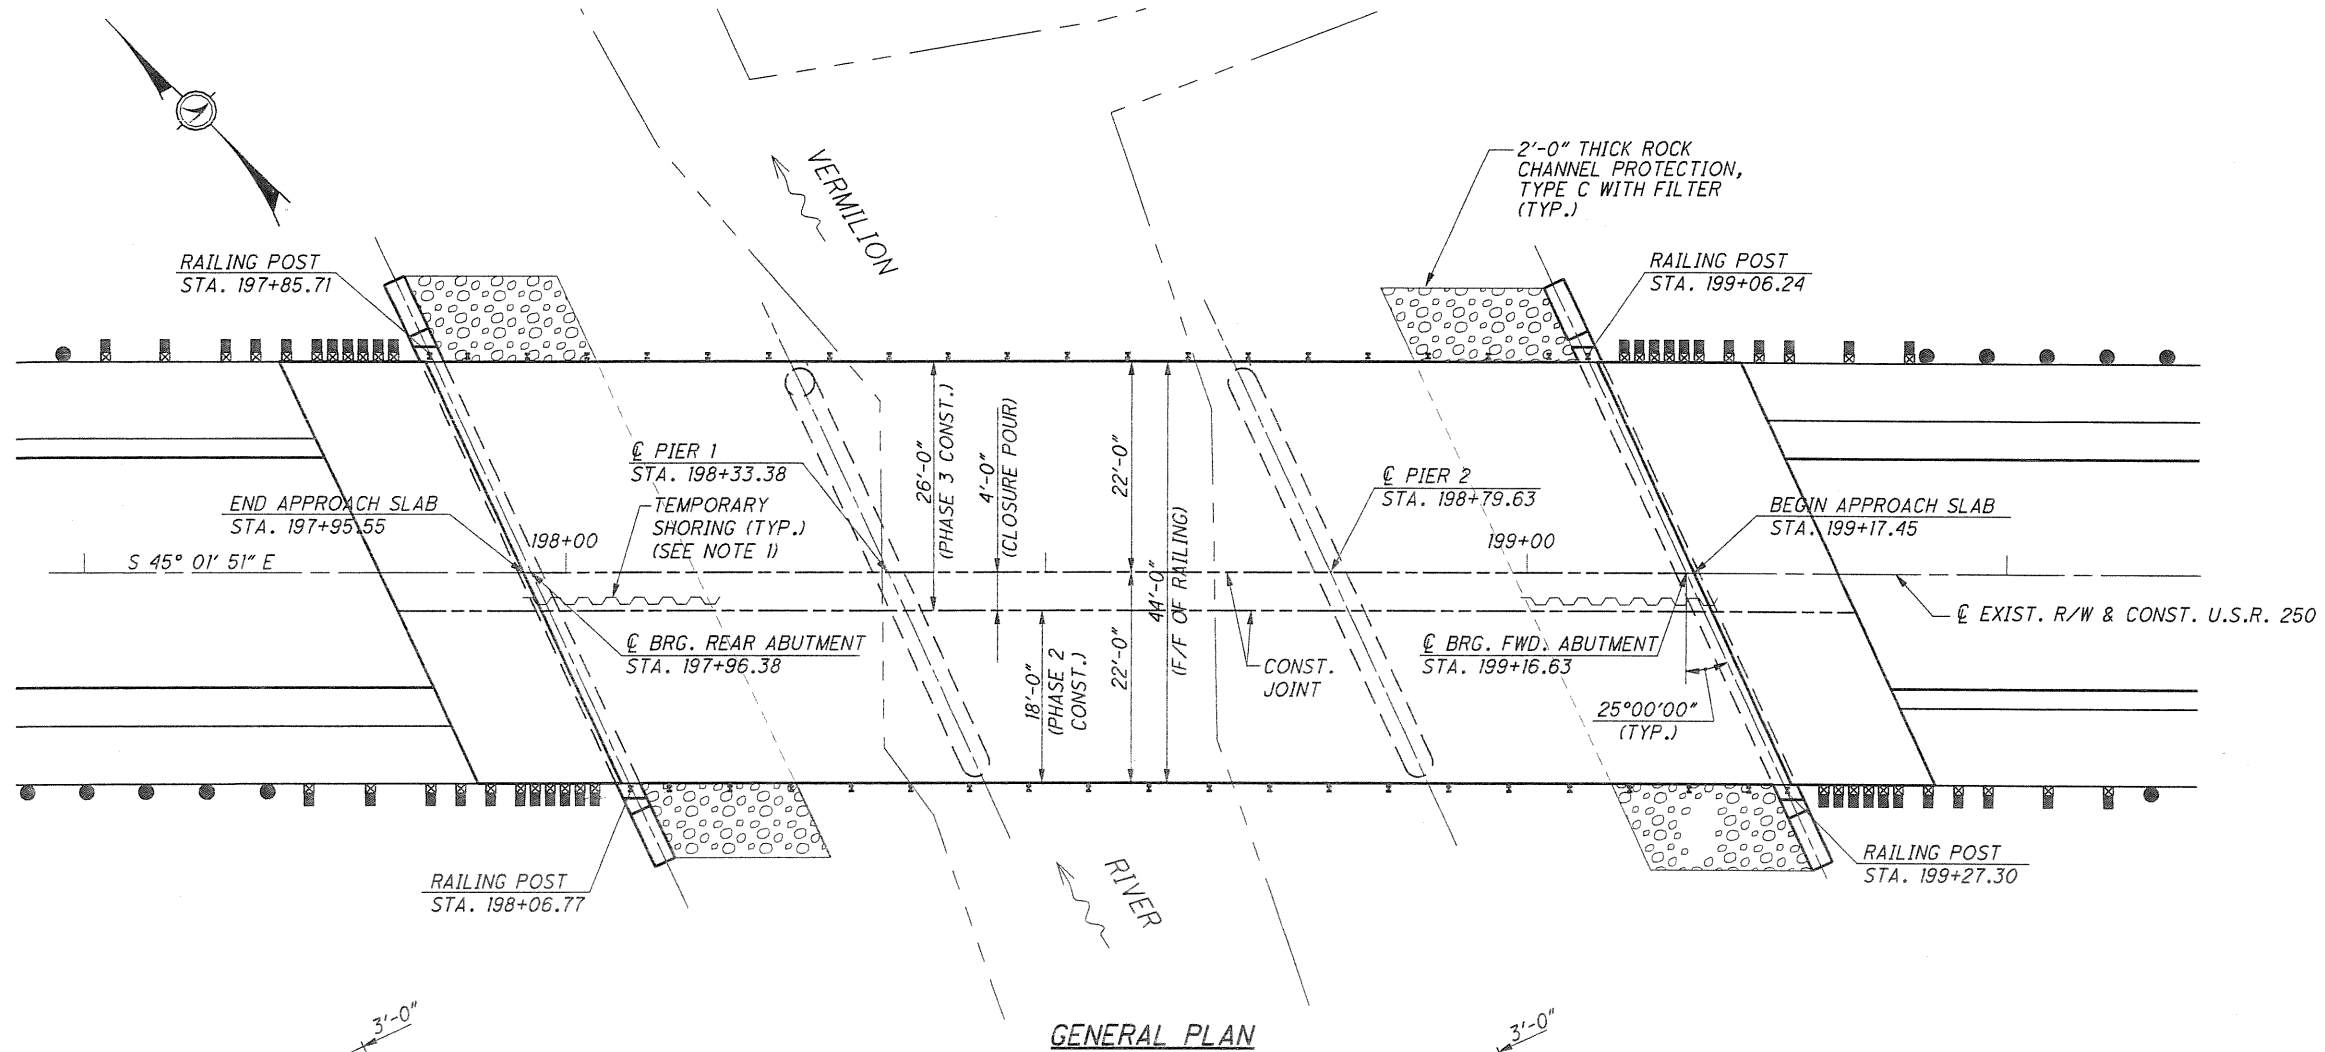 VERMILION
2'-0" THICK ROCK
CHANNEL PROTECTION,
TYPE C WITH FILTER
(TYP.)
RAILING POST
STA. 197+85.71
RAILING POST
STA. 199+06.24
℄ PIER 1
STA. 198+33.38
26'-0"
(PHASE 3 CONST.)
4'-0"
(CLOSURE POUR)
22'-0"
44'-0"
(F/F OF RAILING)
℄ PIER 2
STA. 198+79.63
END APPROACH SLAB
STA. 197+95.55
TEMPORARY
SHORING (TYP.)
(SEE NOTE 1)
BEGIN APPROACH SLAB
STA. 199+17.45
198+00
199+00
S 45° 01' 51" E
℄ EXIST. R/W & CONST. U.S.R. 250
℄ BRG. REAR ABUTMENT
STA. 197+96.38
℄ BRG. FWD. ABUTMENT
STA. 199+16.63
18'-0"
(PHASE 2
CONST.)
22'-0"
CONST.
JOINT
25°00'00"
(TYP.)
RAILING POST
STA. 198+06.77
RIVER
RAILING POST
STA. 199+27.30
3'-0"
GENERAL PLAN
3'-0"